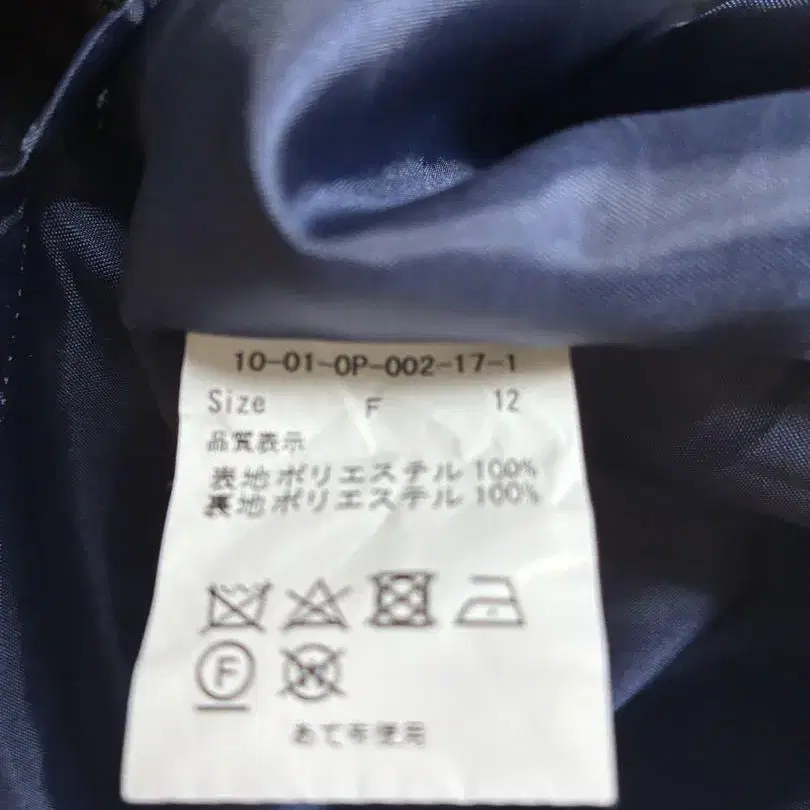 10-01-0P-002-17-1
Size F 12
品質表示
表地 ポリエステル 100%
裏地 ポリエステル 100%
F
W
あて布使用